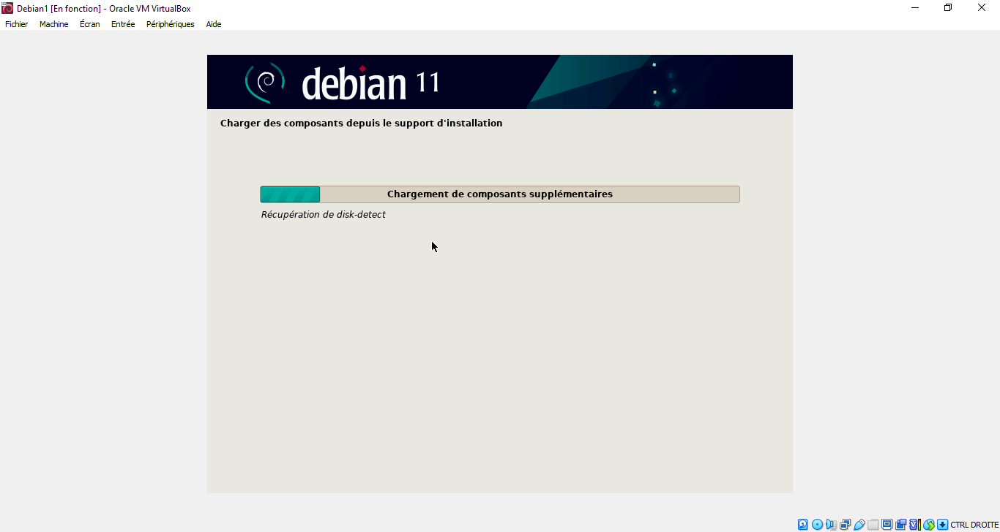 Debian1 [En fonction] - Oracle VM VirtualBox
Fichier Machine Écran Entrée Périphériques Aide
debian 11
Charger des composants depuis le support d'installation
Chargement de composants supplémentaires
Récupération de disk-detect
CTRL DROITE